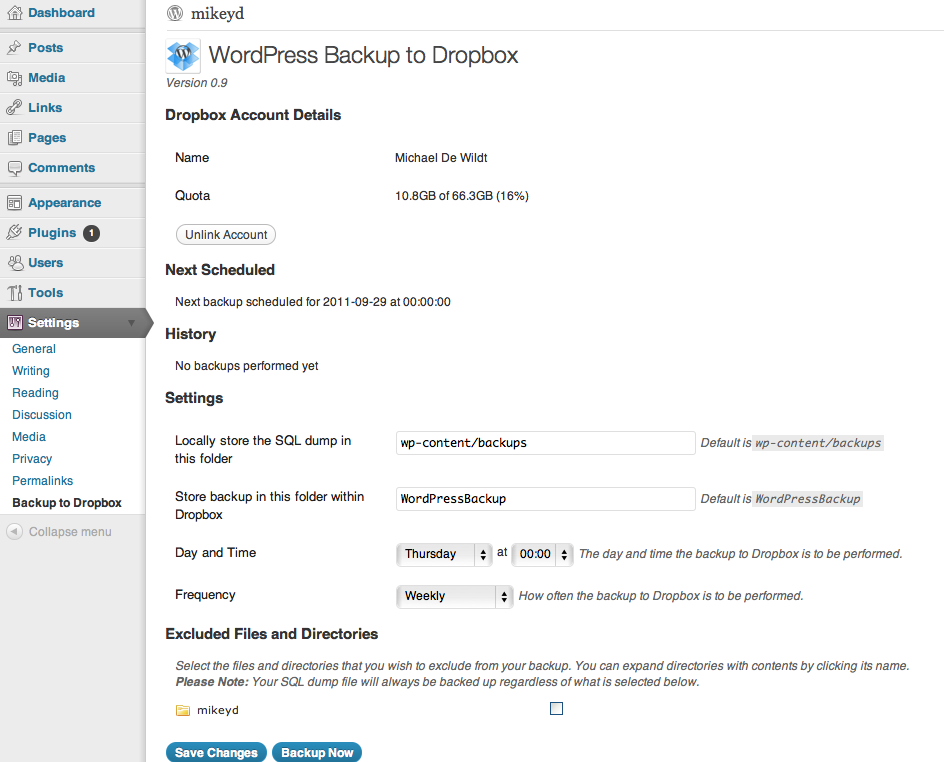 Dashboard
Posts
Media
Links
Pages
Comments
Appearance
Plugins 1
Users
Tools
Settings
General
Writing
Reading
Discussion
Media
Privacy
Permalinks
Backup to Dropbox
Collapse menu
mikeyd
WordPress Backup to Dropbox
Version 0.9
Dropbox Account Details
Name Michael De Wildt
Quota 10.8GB of 66.3GB (16%)
Unlink Account
Next Scheduled
Next backup scheduled for 2011-09-29 at 00:00:00
History
No backups performed yet
Settings
Locally store the SQL dump in
this folder
wp-content/backups Default is wp-content/backups
Store backup in this folder within
Dropbox
WordPressBackup Default is WordPressBackup
Day and Time Thursday at 00:00 The day and time the backup to Dropbox is to be performed.
Frequency Weekly How often the backup to Dropbox is to be performed.
Excluded Files and Directories
Select the files and directories that you wish to exclude from your backup. You can expand directories with contents by clicking its name.
Please Note: Your SQL dump file will always be backed up regardless of what is selected below.
mikeyd
Save Changes Backup Now